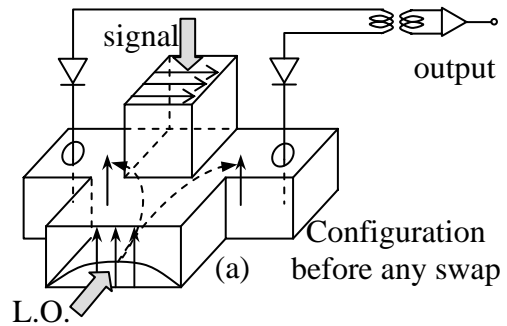 signal
output
(a)
Configuration
before any swap
L.O.